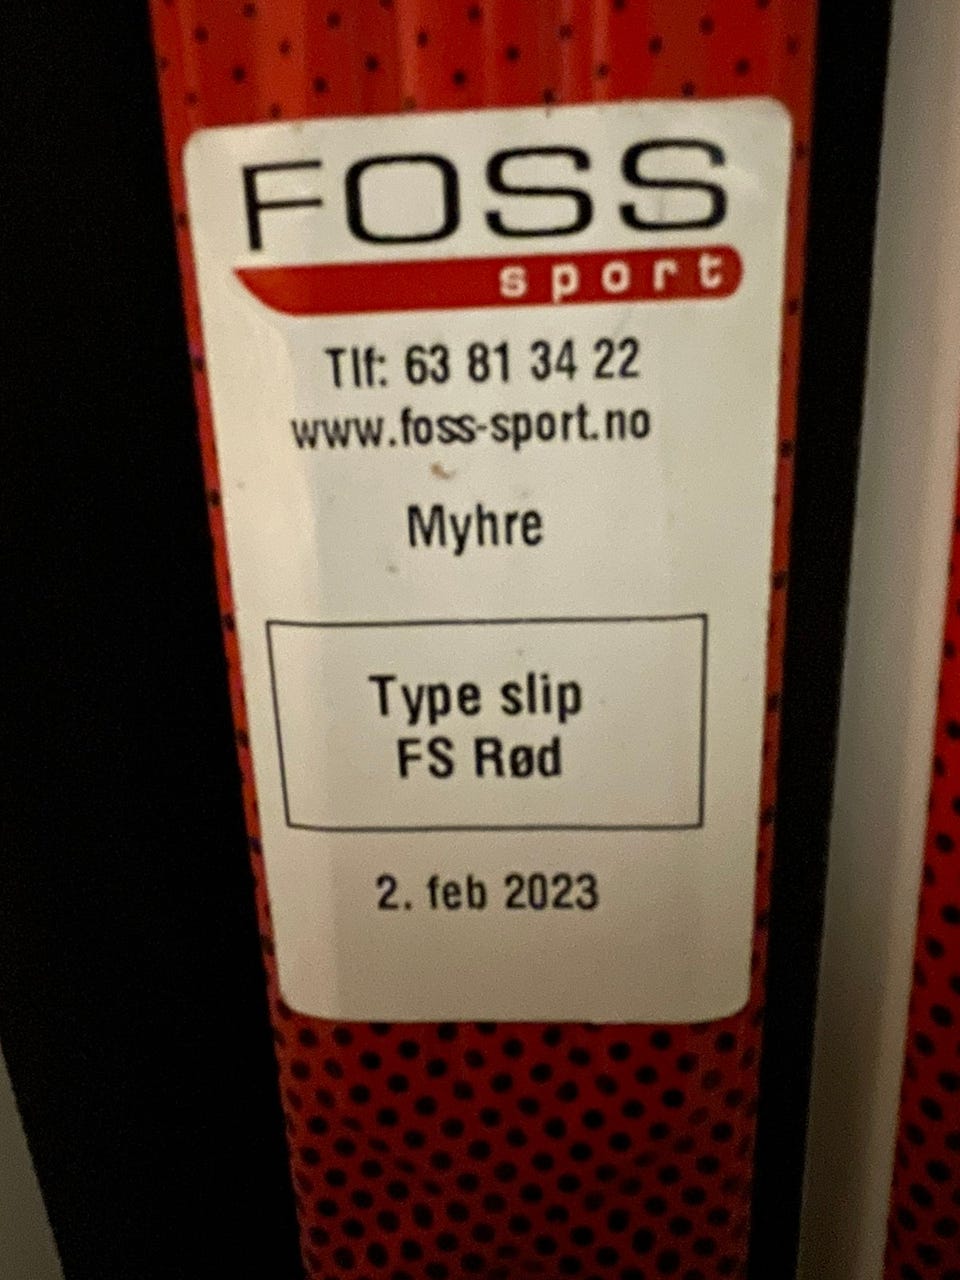 FOSS
sport
Tlf: 63 81 34 22
www.foss-sport.no
Myhre
Type slip
FS Rød
2. feb 2023